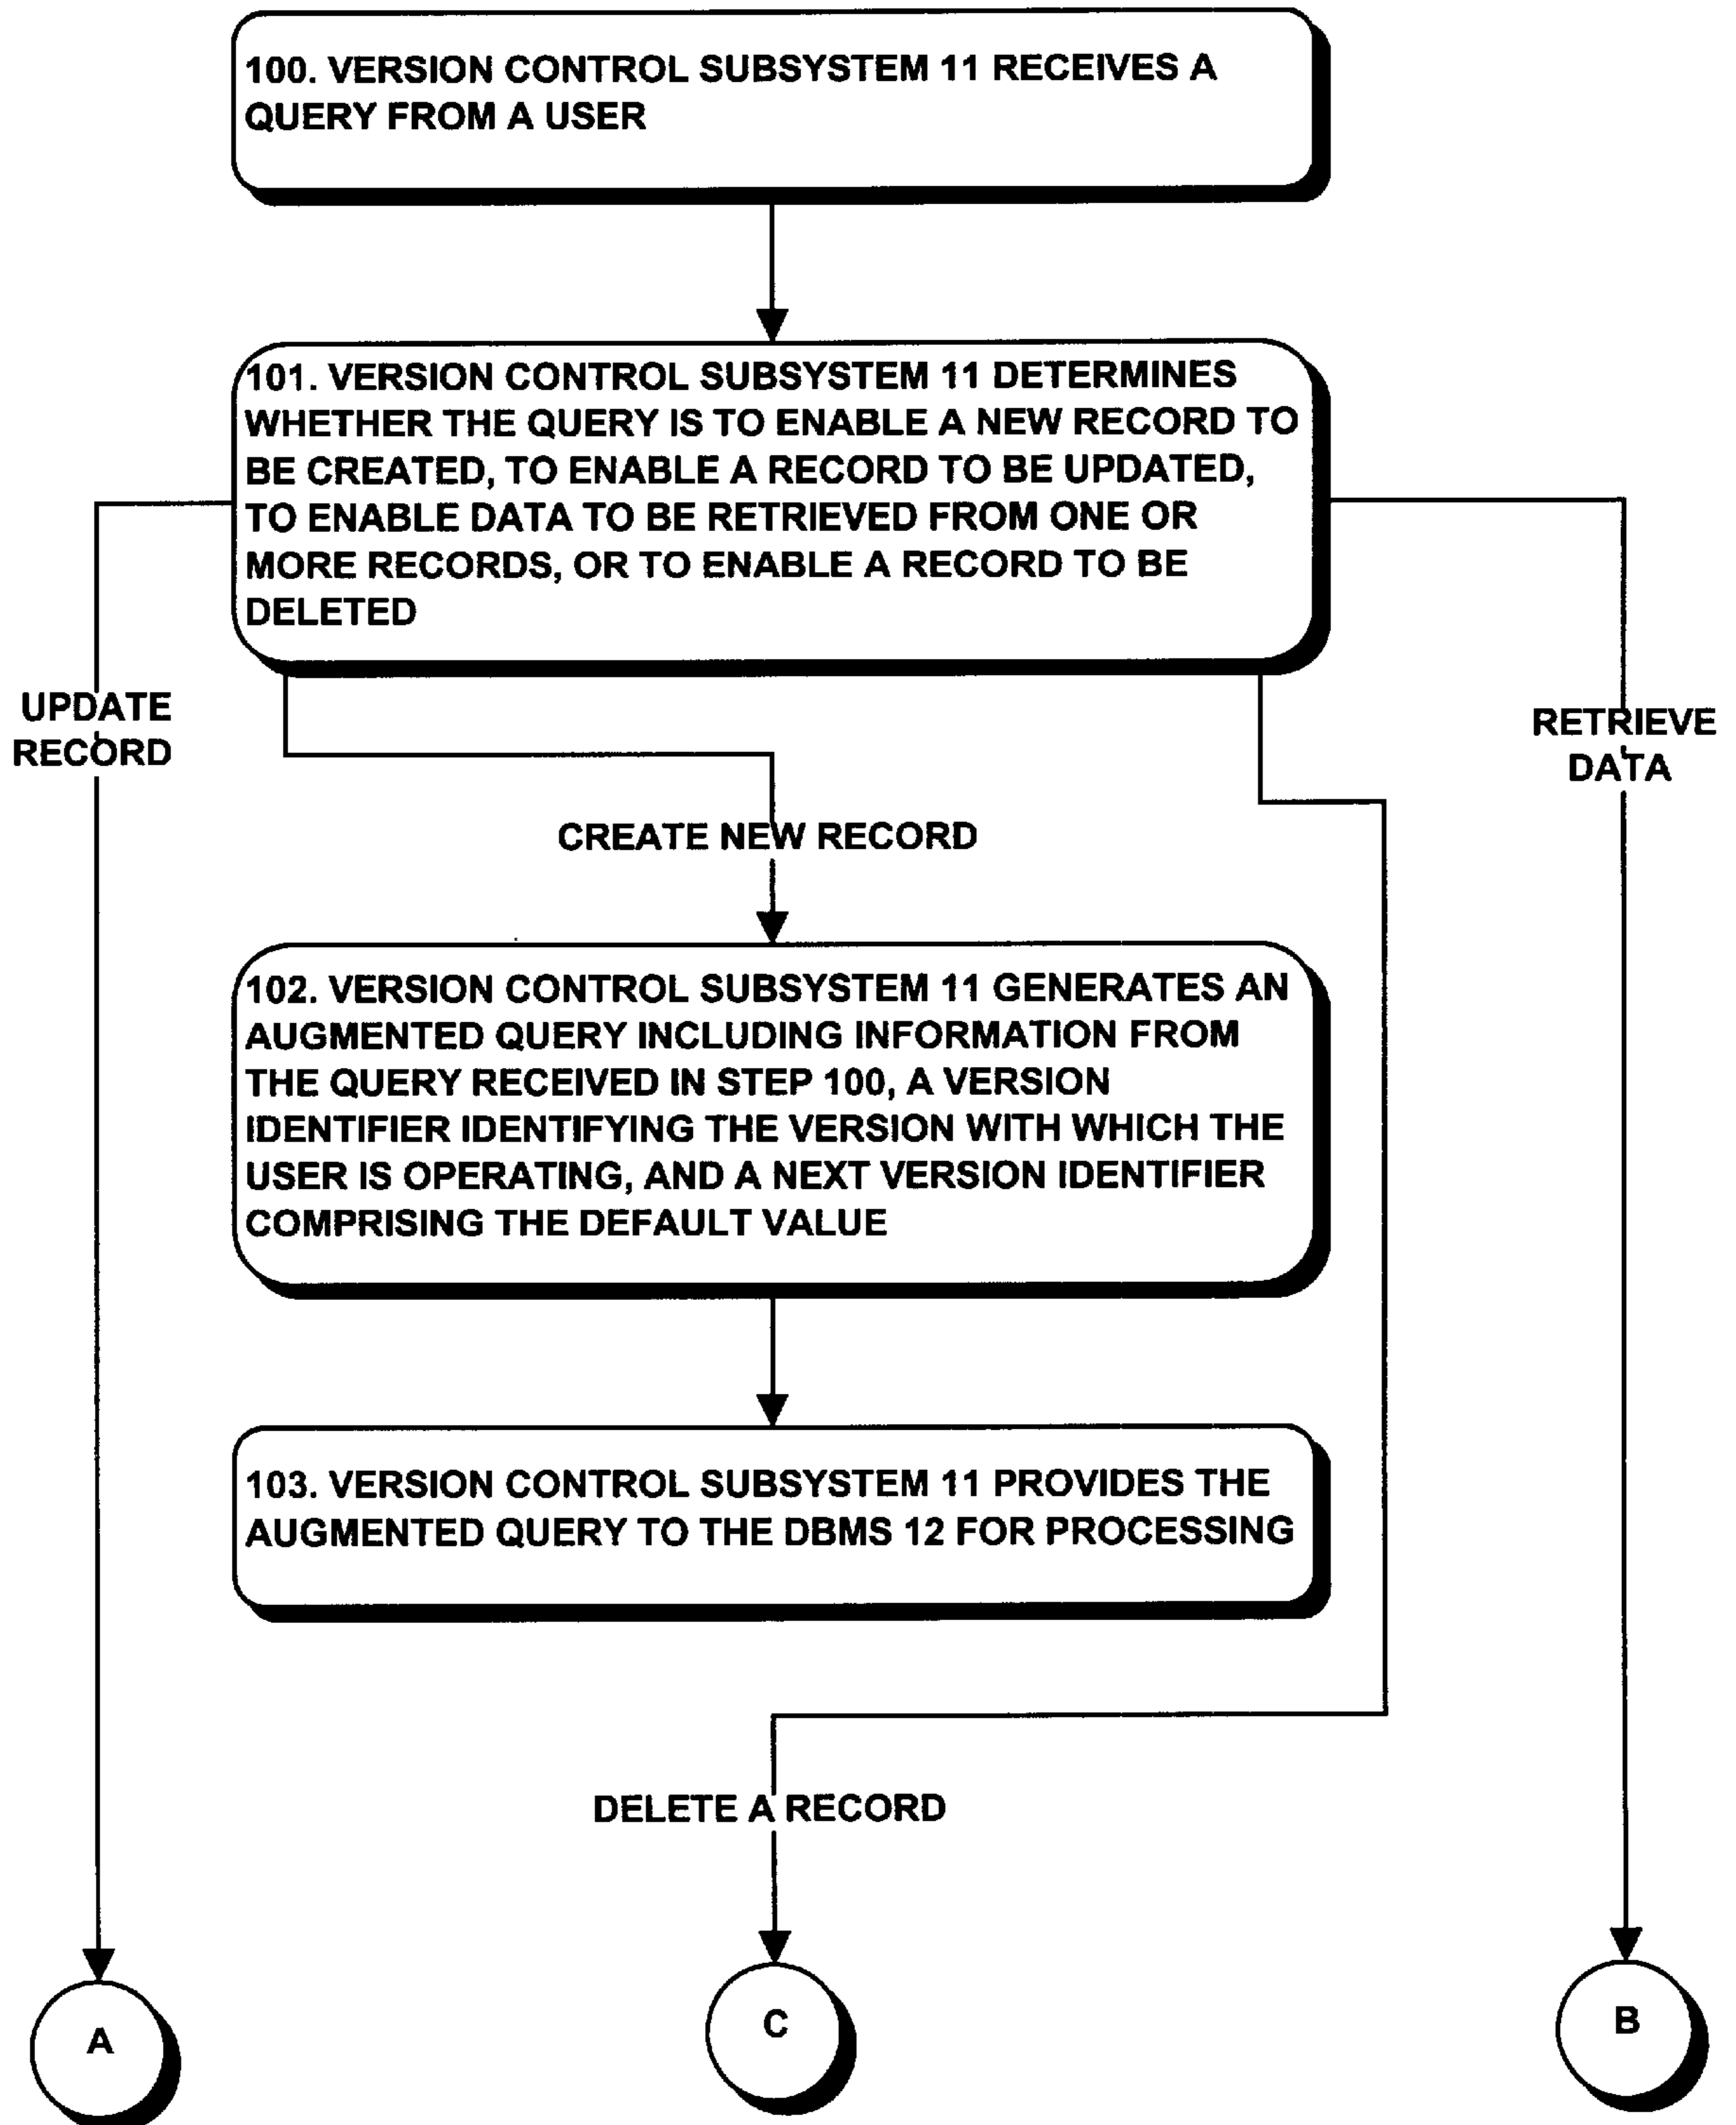 100. VERSION CONTROL SUBSYSTEM 11 RECEIVES A
QUERY FROM A USER
101. VERSION CONTROL SUBSYSTEM 11 DETERMINES
WHETHER THE QUERY IS TO ENABLE A NEW RECORD TO
BE CREATED, TO ENABLE A RECORD TO BE UPDATED,
TO ENABLE DATA TO BE RETRIEVED FROM ONE OR
MORE RECORDS, OR TO ENABLE A RECORD TO BE
DELETED
UPDATE
RECORD
RETRIEVE
DATA
CREATE NEW RECORD
102. VERSION CONTROL SUBSYSTEM 11 GENERATES AN
AUGMENTED QUERY INCLUDING INFORMATION FROM
THE QUERY RECEIVED IN STEP 100, A VERSION
IDENTIFIER IDENTIFYING THE VERSION WITH WHICH THE
USER IS OPERATING, AND A NEXT VERSION IDENTIFIER
COMPRISING THE DEFAULT VALUE
103. VERSION CONTROL SUBSYSTEM 11 PROVIDES THE
AUGMENTED QUERY TO THE DBMS 12 FOR PROCESSING
DELETE A RECORD
A
C
B